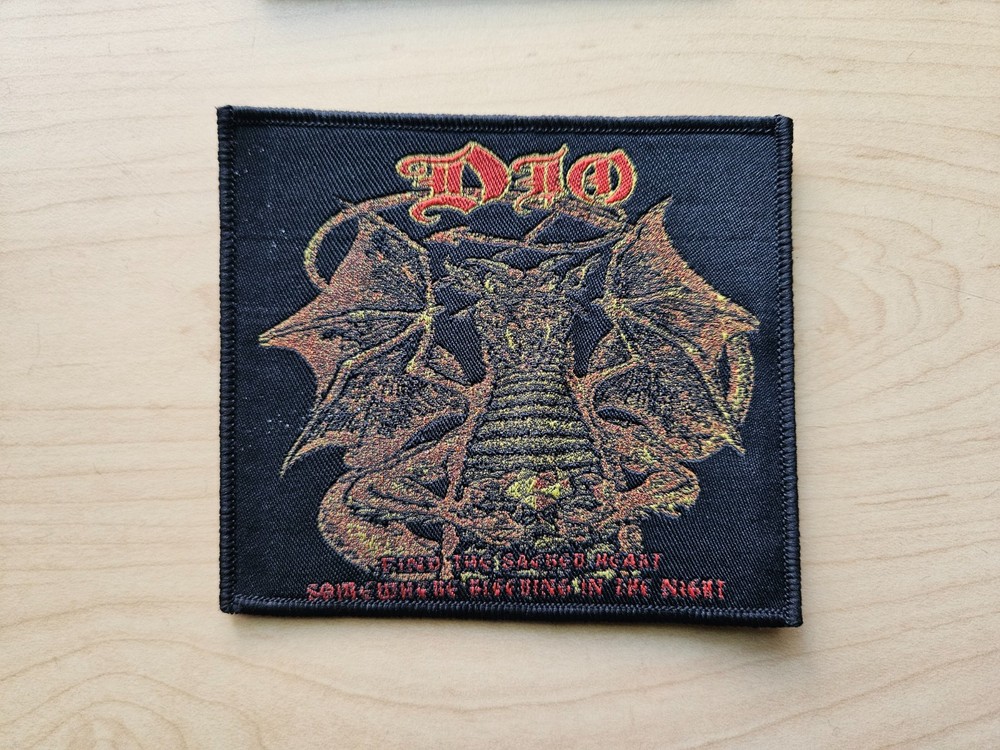 DIO
FIND THE SACRED HEART
SOMEWHERE BLEEDING IN THE NIGHT